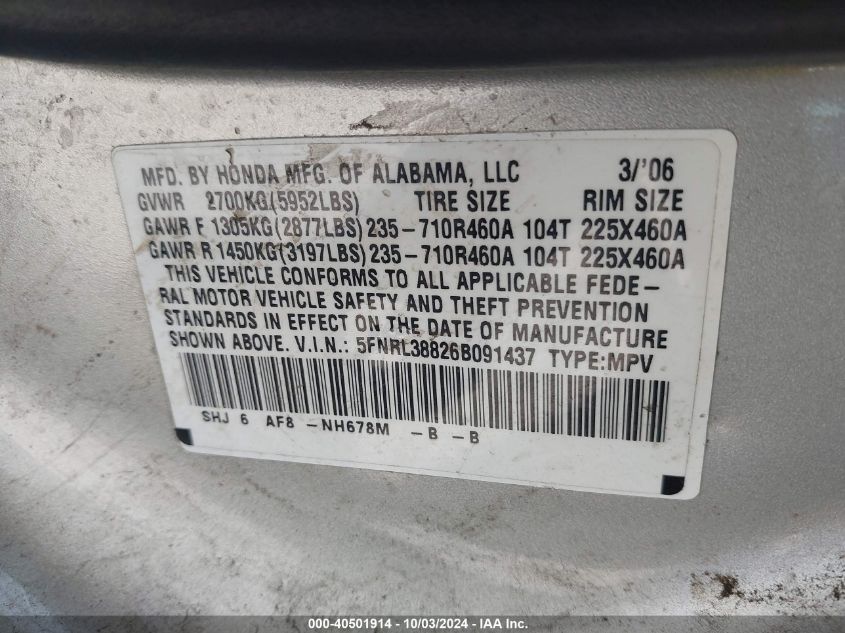 MFD. BY HONDA MFG. OF ALABAMA, LLC 3/'06
GVWR 2700KG(5952LBS) TIRE SIZE RIM SIZE
GAWR F 1305KG(2877LBS) 235-710R460A 104T 225X460A
GAWR R 1450KG(3197LBS) 235-710R460A 104T 225X460A
THIS VEHICLE CONFORMS TO ALL APPLICABLE FEDE-
RAL MOTOR VEHICLE SAFETY AND THEFT PREVENTION
STANDARDS IN EFFECT ON THE DATE OF MANUFACTURE
SHOWN ABOVE. V.I.N.: 5FNRL38826B091437 TYPE:MPV
SHJ 6 AF8 -NH678M -B -B
000-40501914 - 10/03/2024 - IAA Inc.